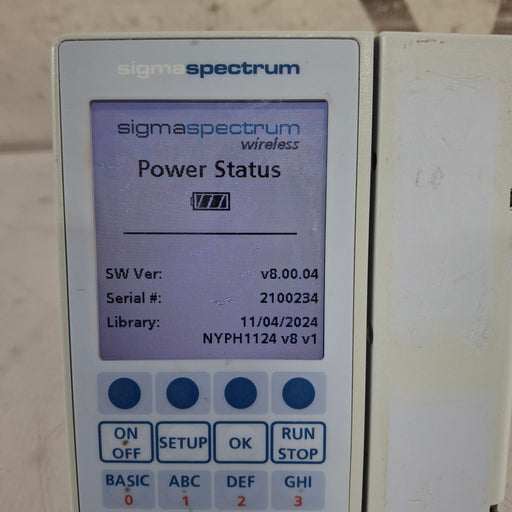 sigmaspectrum
sigmaspectrum
wireless
Power Status
SW Ver: v8.00.04
Serial #: 2100234
Library: 11/04/2024
NYPH1124 v8 v1
ON OFF SETUP OK RUN STOP
BASIC ABC DEF GHI
0 1 2 3